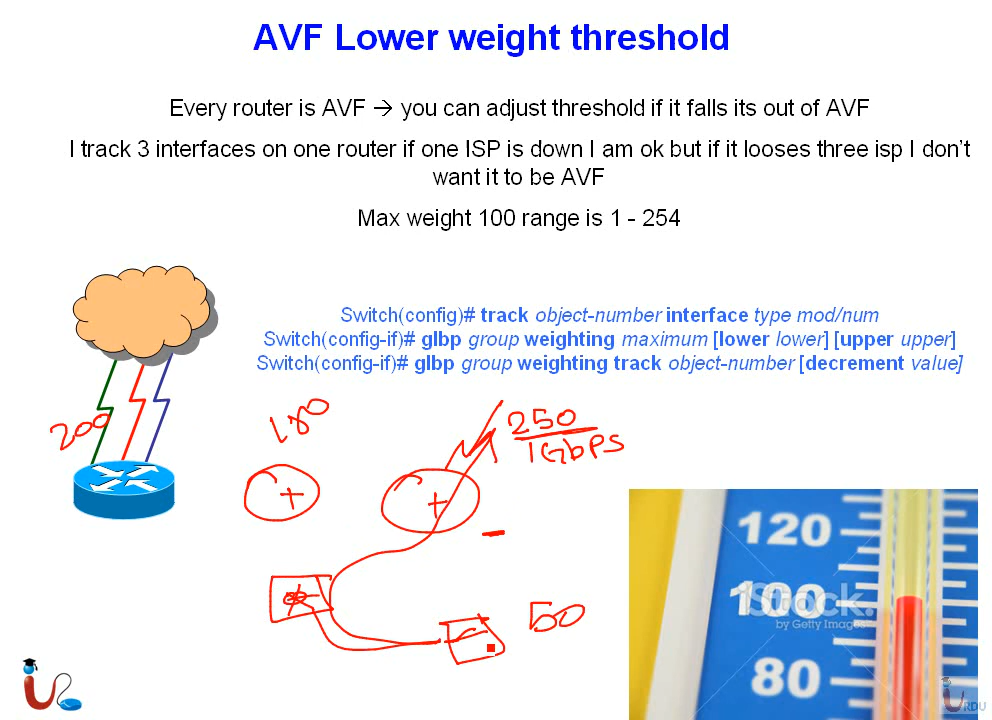 AVF Lower weight threshold
Every router is AVF → you can adjust threshold if it falls its out of AVF
I track 3 interfaces on one router if one ISP is down I am ok but if it looses three isp I don't
want it to be AVF
Max weight 100 range is 1 - 254
Switch(config)# track object-number interface type mod/num
Switch(config-if)# glbp group weighting maximum [lower lower] [upper upper]
Switch(config-if)# glbp group weighting track object-number [decrement value]
200
250
1Gbps
50
120
100
80
iStock.
by Getty Images
URDU